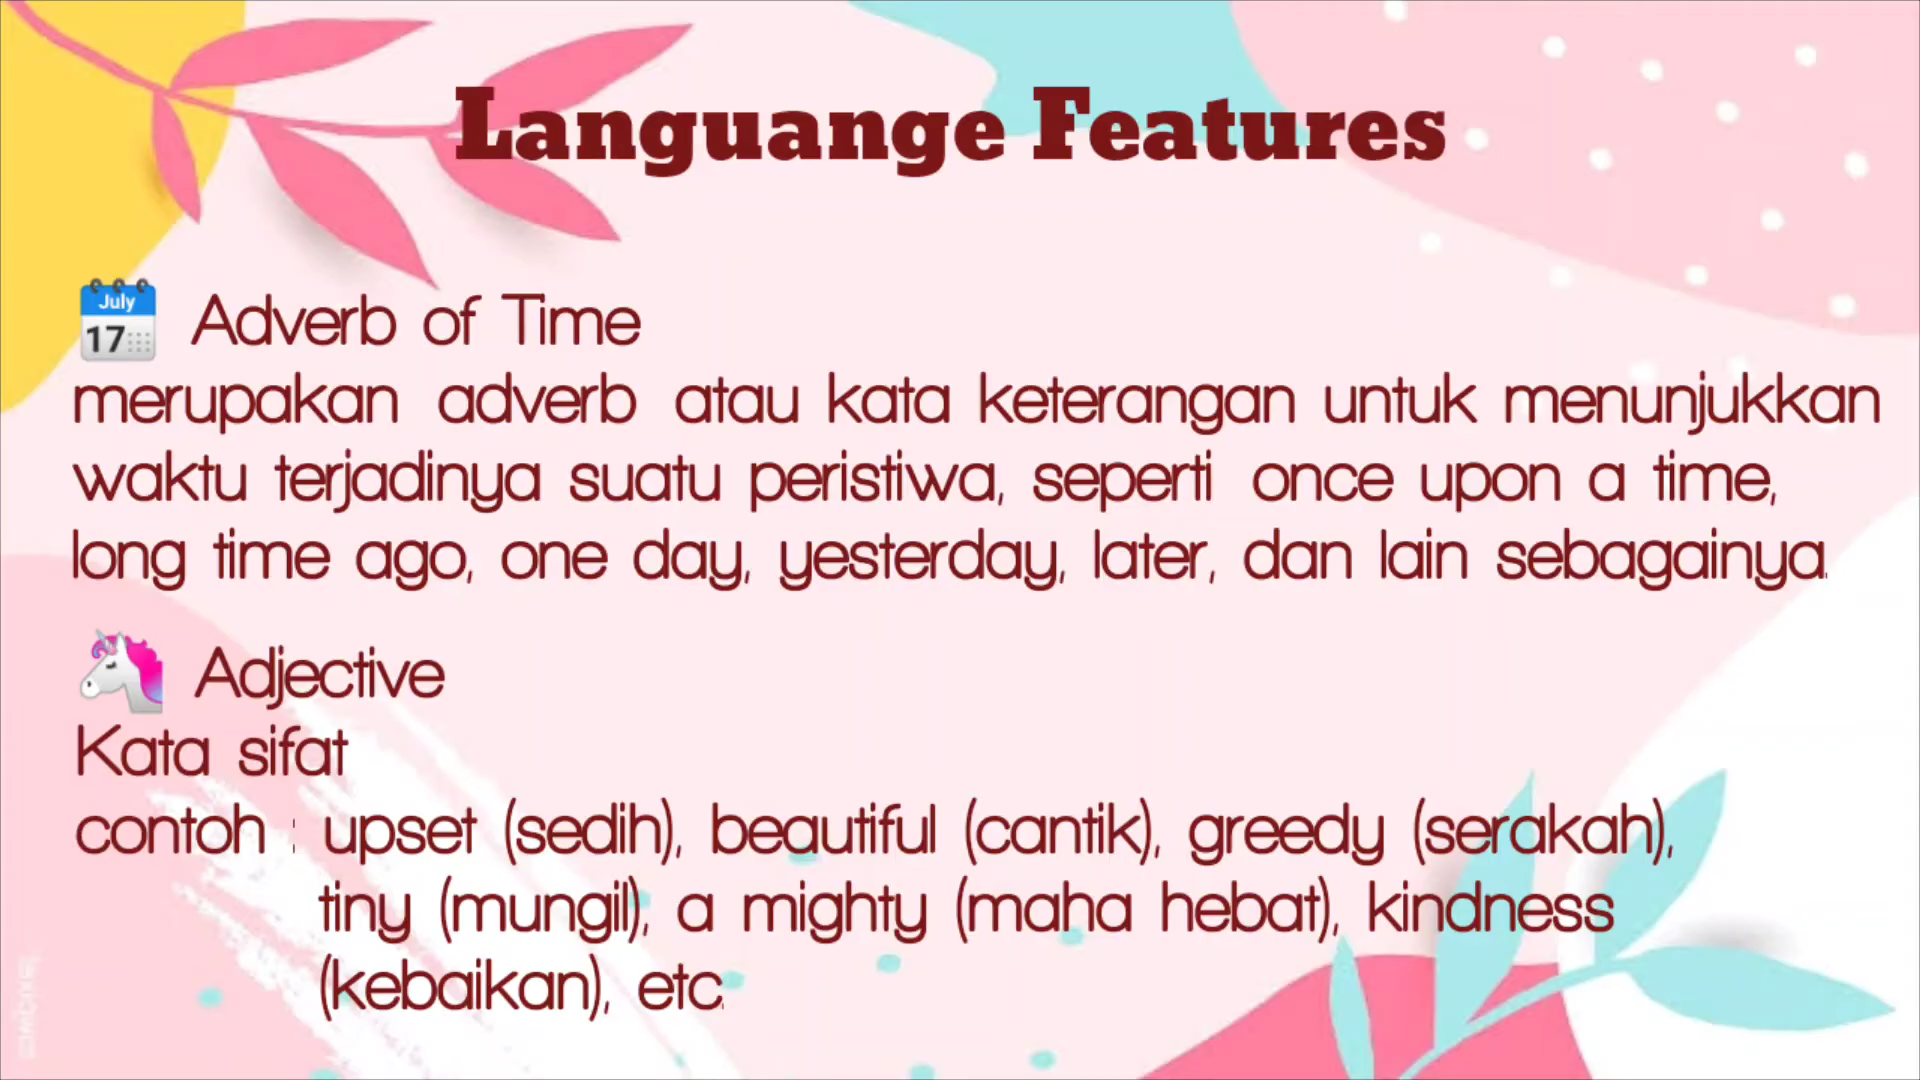 Languange Features
July
17
Adverb of Time
merupakan adverb atau kata keterangan untuk menunjukkan
waktu terjadinya suatu peristiwa, seperti once upon a time,
long time ago, one day, yesterday, later, dan lain sebagainya.
Adjective
Kata sifat
contoh : upset (sedih), beautiful (cantik), greedy (serakah),
tiny (mungil), a mighty (maha hebat), kindness
(kebaikan), etc.